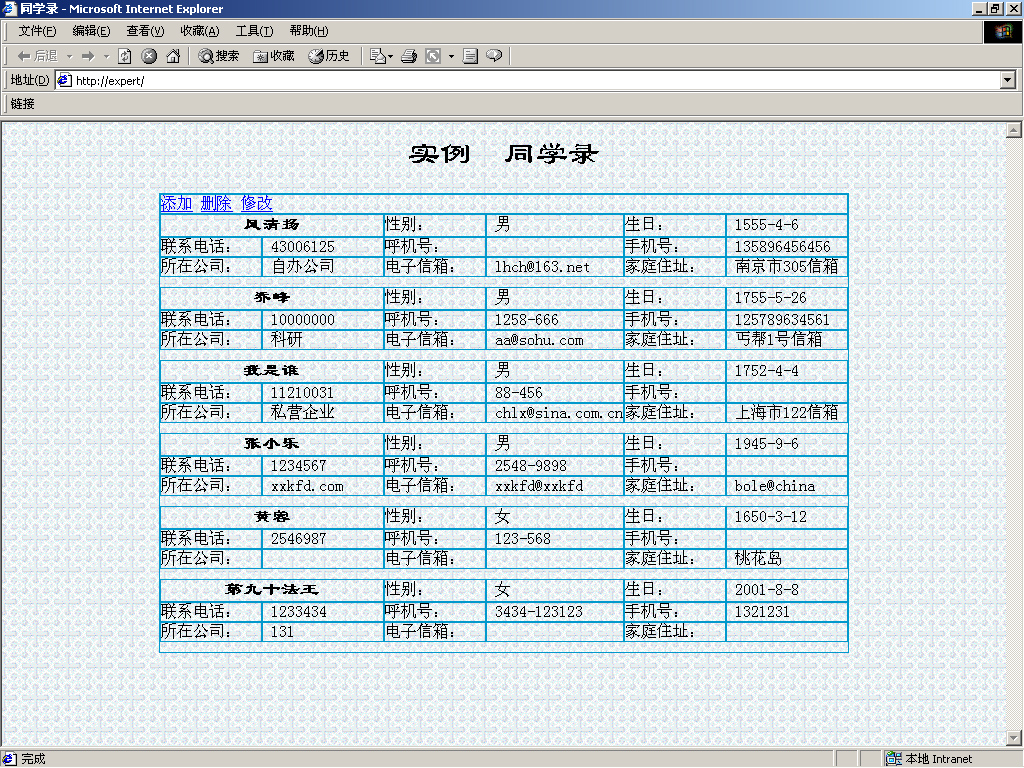 同学录 - Microsoft Internet Explorer
文件(F) 编辑(E) 查看(V) 收藏(A) 工具(T) 帮助(H)
后退 搜索 收藏 历史
地址(D) http://expert/
链接
实例 同学录
添加 删除 修改
风清扬 性别： 男 生日： 1555-4-6
联系电话： 43006125 呼机号： 手机号： 135896456456
所在公司： 自办公司 电子信箱： lhch@163.net 家庭住址： 南京市305信箱
乔峰 性别： 男 生日： 1755-5-26
联系电话： 10000000 呼机号： 1258-666 手机号： 125789634561
所在公司： 科研 电子信箱： aa@sohu.com 家庭住址： 丐帮1号信箱
我是谁 性别： 男 生日： 1752-4-4
联系电话： 11210031 呼机号： 88-456 手机号：
所在公司： 私营企业 电子信箱： chlx@sina.com.cn 家庭住址： 上海市122信箱
张小乐 性别： 男 生日： 1945-9-6
联系电话： 1234567 呼机号： 2548-9898 手机号：
所在公司： xxkfd.com 电子信箱： xxkfd@xxkfd 家庭住址： bole@china
黄蓉 性别： 女 生日： 1650-3-12
联系电话： 2546987 呼机号： 123-568 手机号：
所在公司： 电子信箱： 家庭住址： 桃花岛
第九十法王 性别： 女 生日： 2001-8-8
联系电话： 1233434 呼机号： 3434-123123 手机号： 1321231
所在公司： 131 电子信箱： 家庭住址：
完成 本地 Intranet